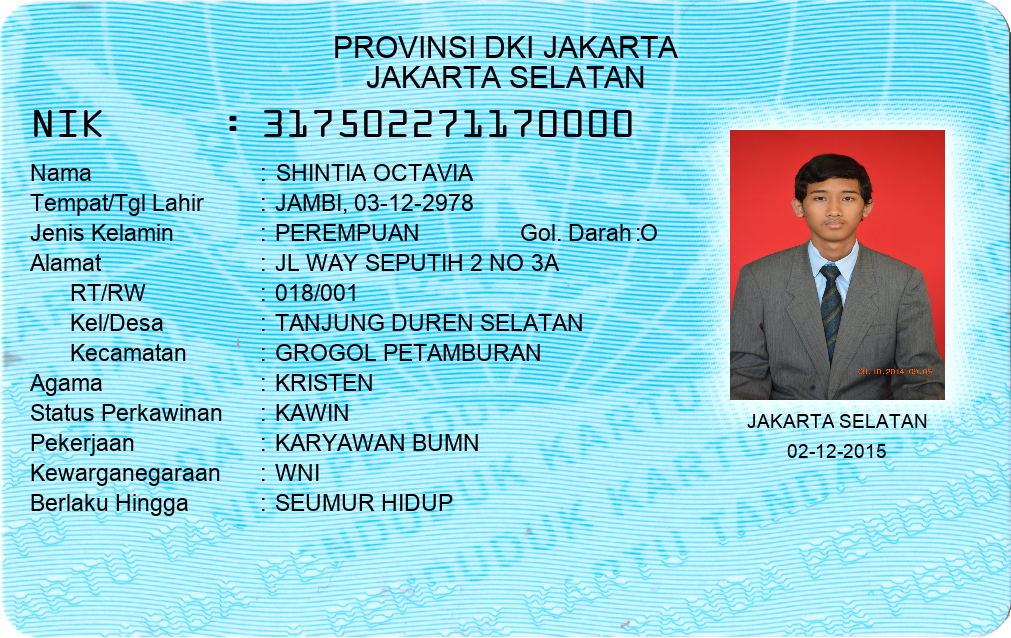 PROVINSI DKI JAKARTA
JAKARTA SELATAN
NIK : 317502271170000
Nama : SHINTIA OCTAVIA
Tempat/Tgl Lahir : JAMBI, 03-12-2978
Jenis Kelamin : PEREMPUAN Gol. Darah :O
Alamat : JL WAY SEPUTIH 2 NO 3A
RT/RW : 018/001
Kel/Desa : TANJUNG DUREN SELATAN
Kecamatan : GROGOL PETAMBURAN
Agama : KRISTEN
Status Perkawinan : KAWIN
Pekerjaan : KARYAWAN BUMN
Kewarganegaraan : WNI
Berlaku Hingga : SEUMUR HIDUP
JAKARTA SELATAN
02-12-2015